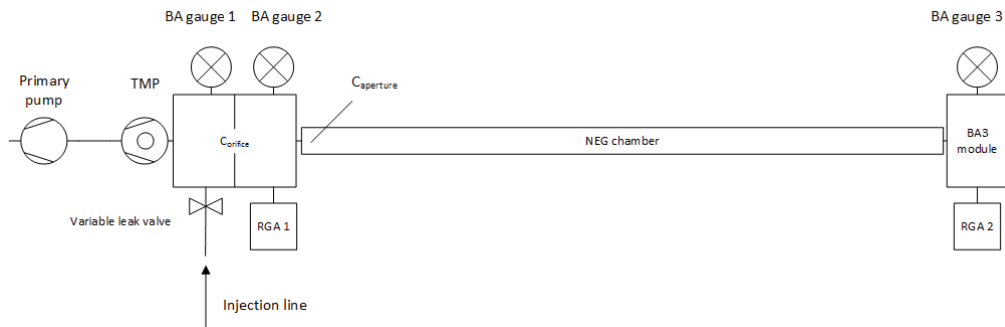 BA gauge 1
BA gauge 2
BA gauge 3
Primary
pump
TMP
Caperture
Corifice
NEG chamber
BA3
module
Variable leak valve
RGA 1
RGA 2
Injection line